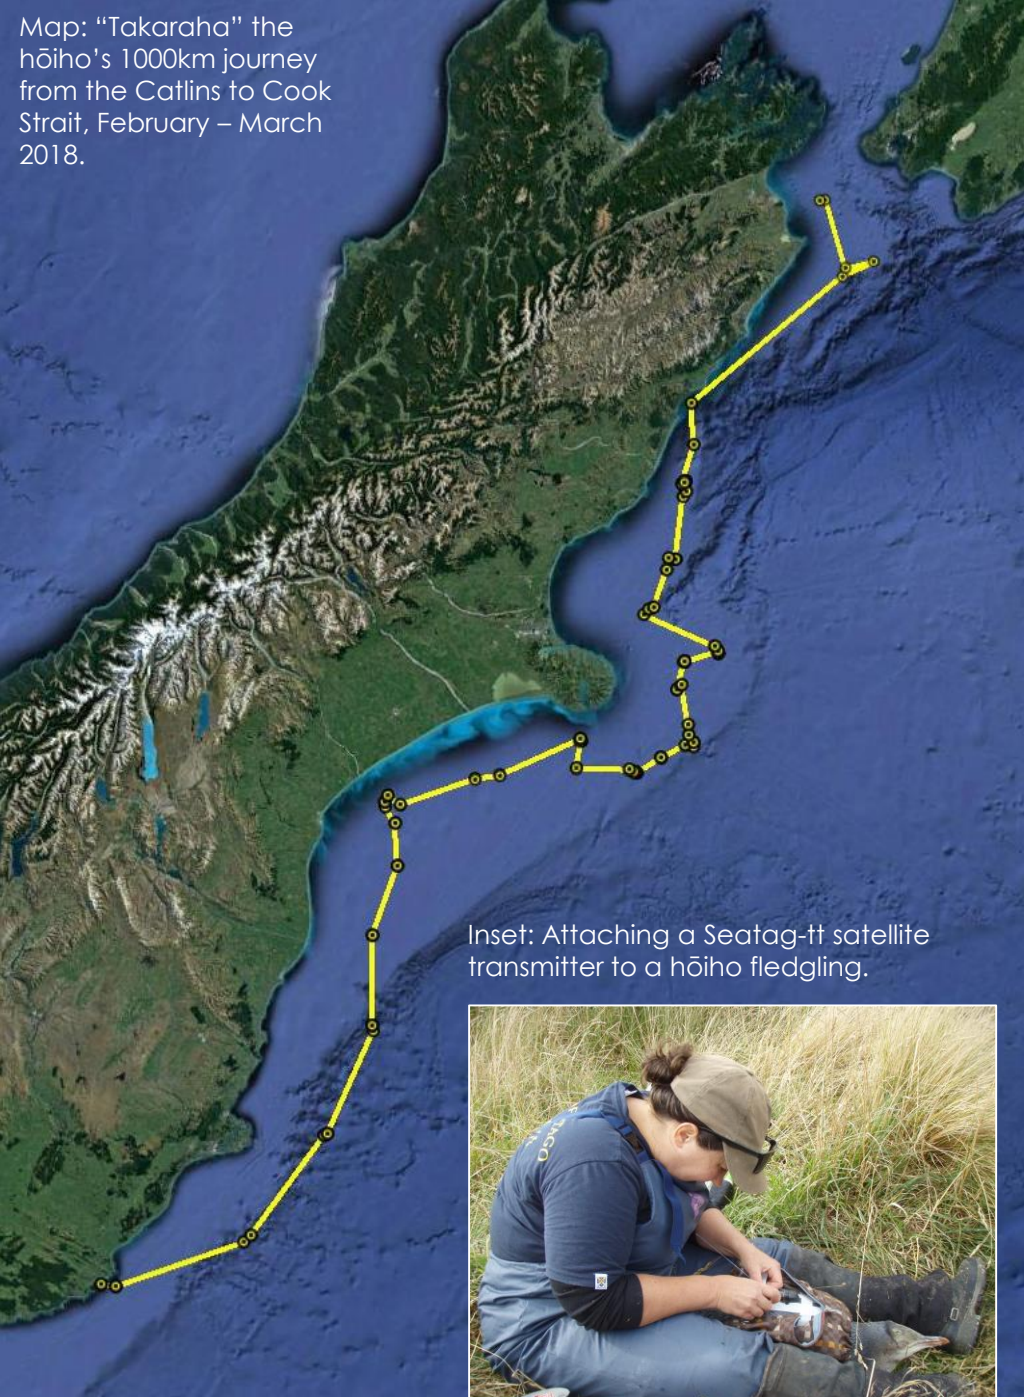 Map: “Takaraha” the
hōiho’s 1000km journey
from the Catlins to Cook
Strait, February – March
2018.
Inset: Attaching a Seatag-tt satellite
transmitter to a hōiho fledgling.
TAGO